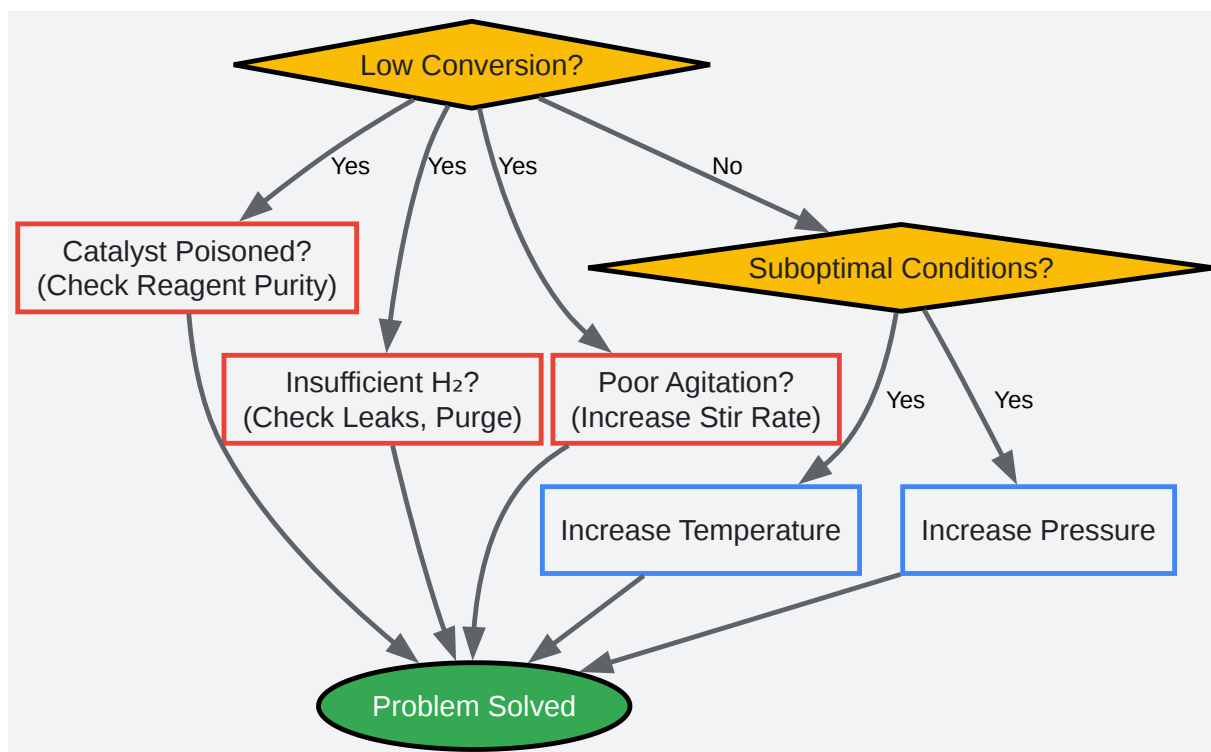 Low Conversion?
Yes
Yes
Yes
No
Catalyst Poisoned?
(Check Reagent Purity)
Suboptimal Conditions?
Insufficient H₂?
(Check Leaks, Purge)
Poor Agitation?
(Increase Stir Rate)
Yes
Yes
Increase Temperature
Increase Pressure
Problem Solved